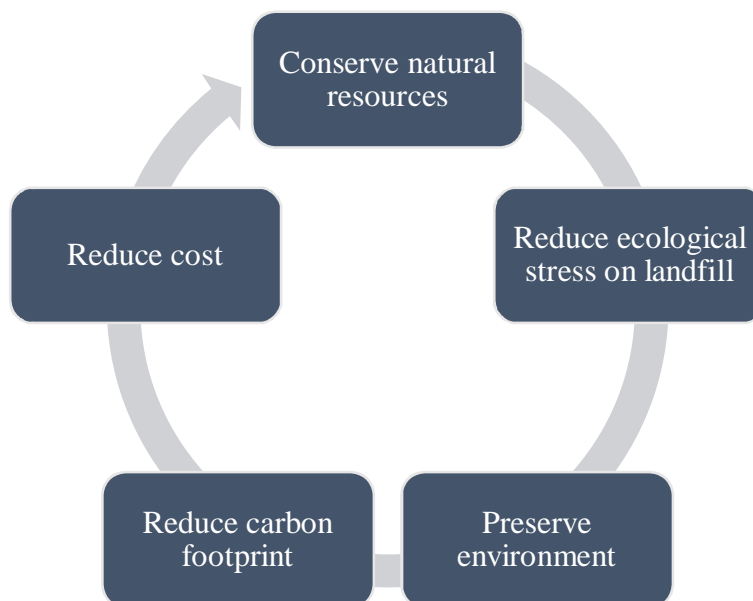 Conserve natural
resources
Reduce ecological
stress on landfill
Preserve
environment
Reduce carbon
footprint
Reduce cost